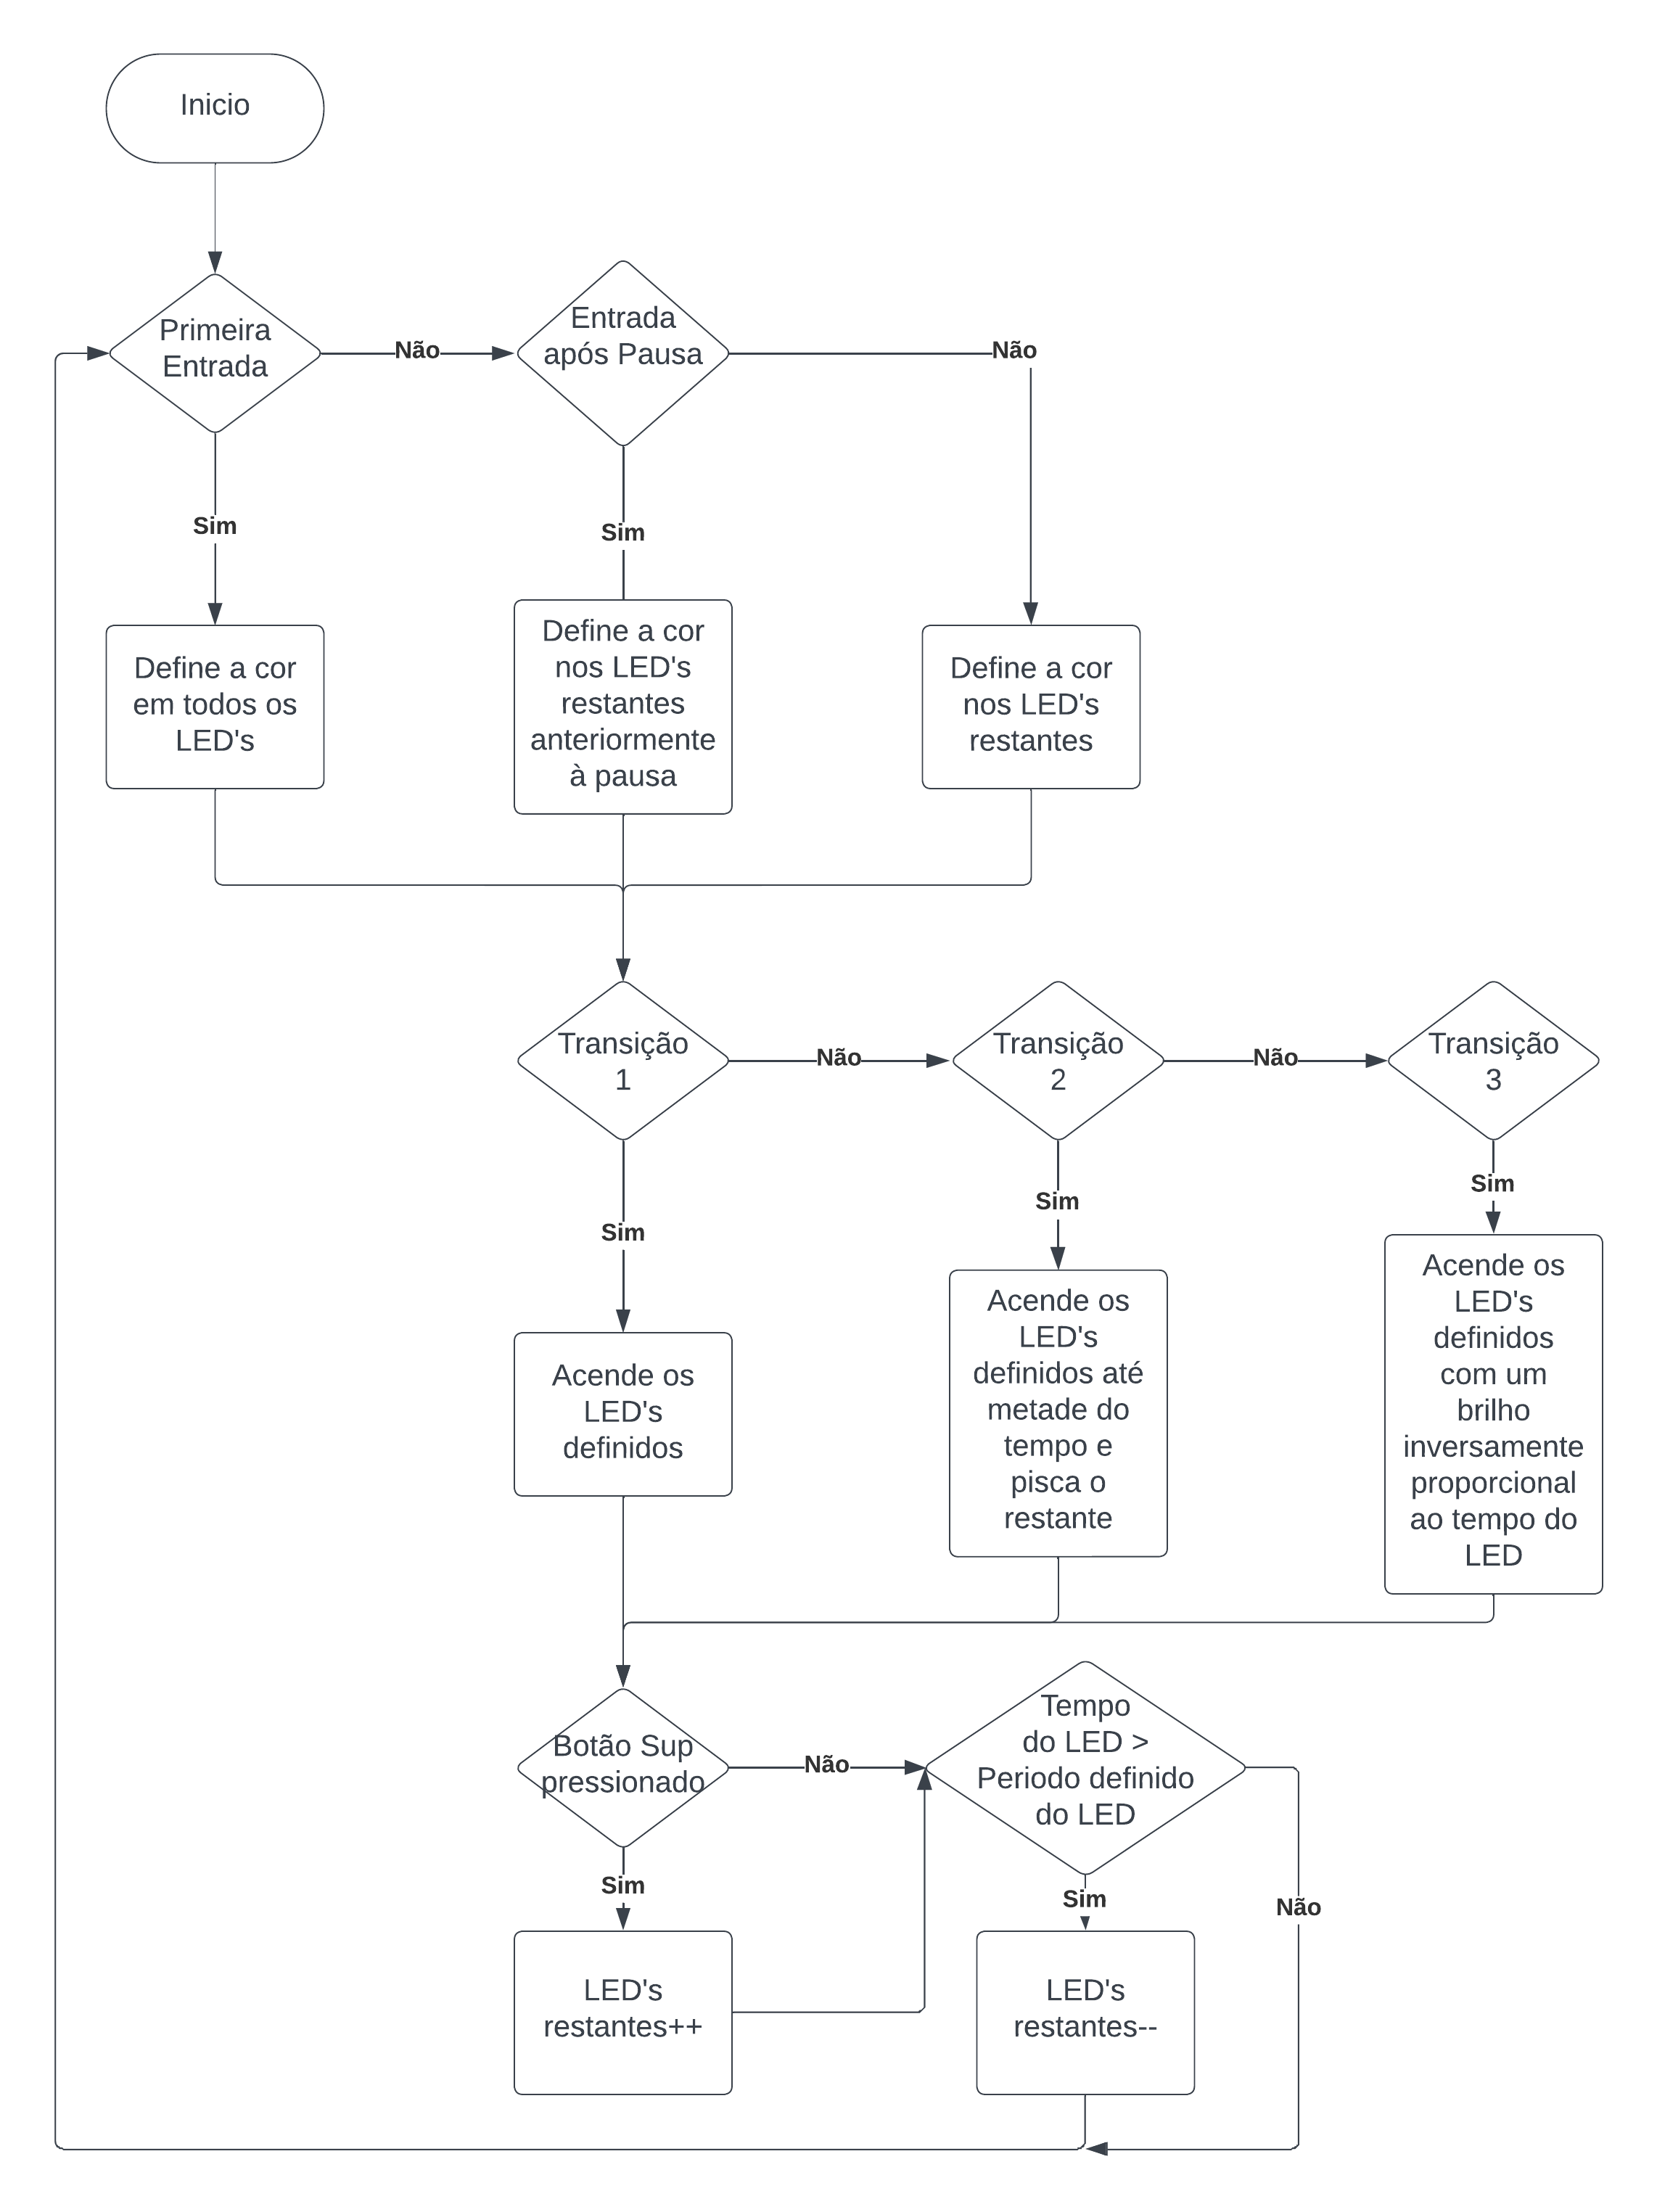 Inicio
Primeira
Entrada
Não
Entrada
após Pausa
Não
Sim
Sim
Define a cor
em todos os
LED's
Define a cor
nos LED's
restantes
anteriormente
à pausa
Define a cor
nos LED's
restantes
Transição
1
Não
Transição
2
Não
Transição
3
Sim
Sim
Sim
Acende os
LED's
definidos
Acende os
LED's
definidos até
metade do
tempo e
pisca o
restante
Acende os
LED's
definidos
com um
brilho
inversamente
proporcional
ao tempo do
LED
Botão Sup
pressionado
Não
Tempo
do LED >
Periodo definido
do LED
Sim
Sim
Não
LED's
restantes++
LED's
restantes--